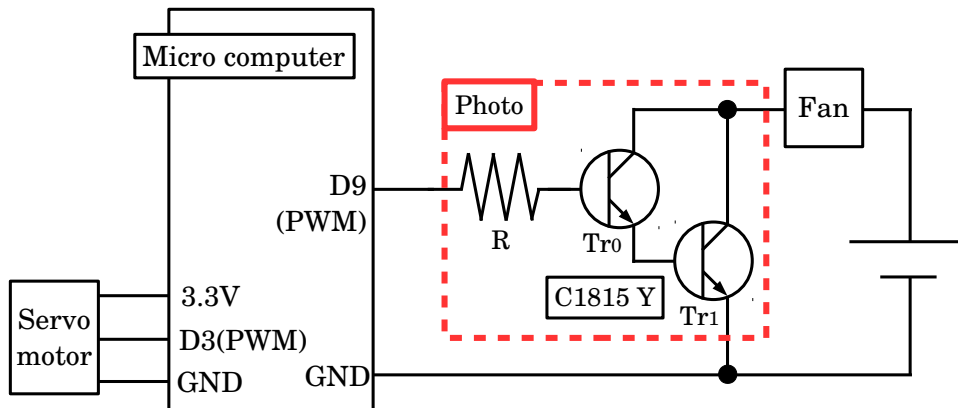 Micro computer
Photo
Fan
D9
(PWM)
R
Tr0
C1815 Y
Tr1
Servo
motor
3.3V
D3(PWM)
GND
GND